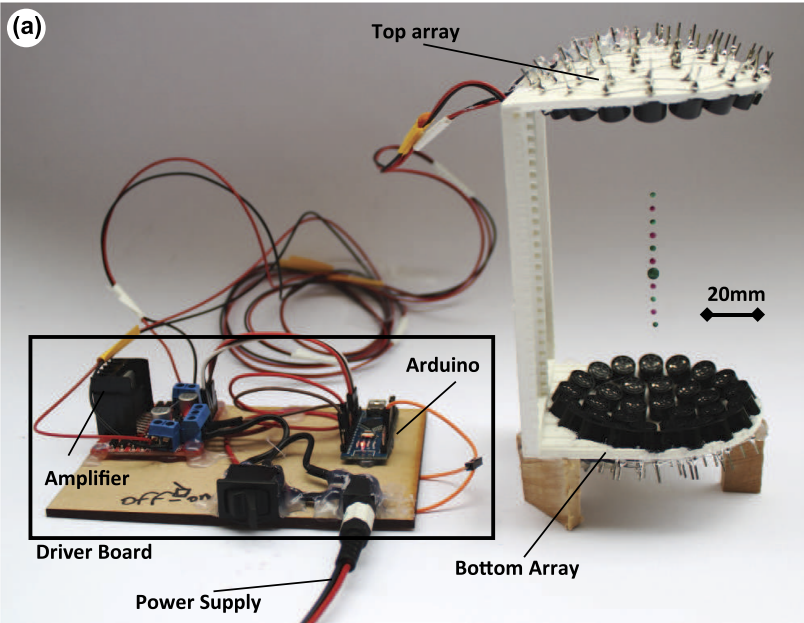 (a)
Top array
20mm
Arduino
Amplifier
OFF on
Driver Board
Bottom Array
Power Supply